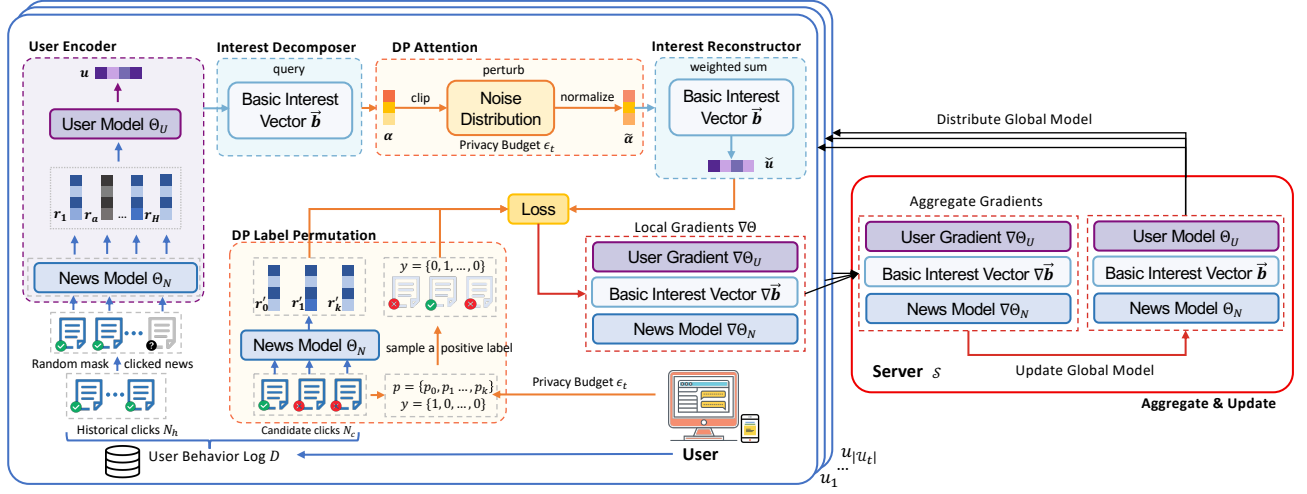 User Encoder
u
User Model Θ_U
r_1 r_a ... r_H
News Model Θ_N
...
Random mask clicked news
...
Historical clicks N_h
User Behavior Log D
Interest Decomposer
query
Basic Interest
Vector b⃗
DP Attention
perturb
α
clip
Noise
Distribution
normalize
α̃
Privacy Budget ϵ_t
Interest Reconstructor
weighted sum
Basic Interest
Vector b⃗
ǔ
Loss
DP Label Permutation
r′_0 r′_1 r′_k
News Model Θ_N
Candidate clicks N_c
y = {0, 1, ..., 0}
sample a positive label
p = {p_0, p_1 ..., p_k}
y = {1, 0, ..., 0}
Privacy Budget ϵ_t
User
Local Gradients ∇Θ
User Gradient ∇Θ_U
Basic Interest Vector ∇b⃗
News Model ∇Θ_N
u_1 ... u_|𝒰_t|
Distribute Global Model
Aggregate Gradients
User Gradient ∇Θ_U
Basic Interest Vector ∇b⃗
News Model ∇Θ_N
User Model Θ_U
Basic Interest Vector b⃗
News Model Θ_N
Server 𝒮
Update Global Model
Aggregate & Update